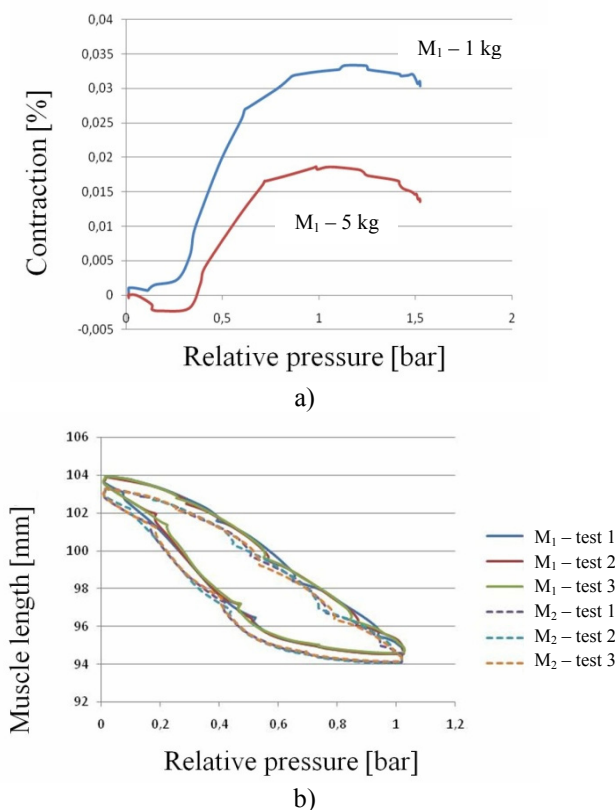 0,04
0,035
0,03
0,025
0,02
0,015
0,01
0,005
0
-0,005
Contraction [%]
M₁ – 1 kg
M₁ – 5 kg
0 0,5 1 1,5 2
Relative pressure [bar]
a)
106
104
102
100
98
96
94
92
Muscle length [mm]
0 0,2 0,4 0,6 0,8 1 1,2
Relative pressure [bar]
M₁ – test 1
M₁ – test 2
M₁ – test 3
M₂ – test 1
M₂ – test 2
M₂ – test 3
b)